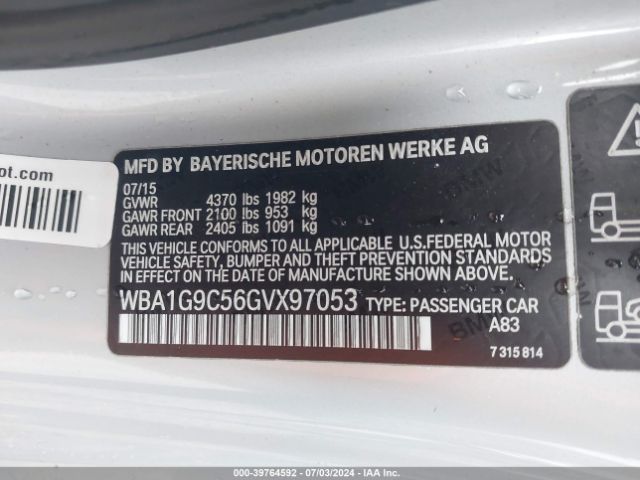 pot.com
MFD BY BAYERISCHE MOTOREN WERKE AG
07/15
GVWR 4370 lbs 1982 kg
GAWR FRONT 2100 lbs 953 kg
GAWR REAR 2405 lbs 1091 kg
THIS VEHICLE CONFORMS TO ALL APPLICABLE U.S.FEDERAL MOTOR
VEHICLE SAFETY, BUMPER AND THEFT PREVENTION STANDARDS
IN EFFECT ON THE DATE OF MANUFACTURE SHOWN ABOVE.
WBA1G9C56GVX97053 TYPE: PASSENGER CAR
A83
7 315 814
000-39764592 - 07/03/2024 - IAA Inc.